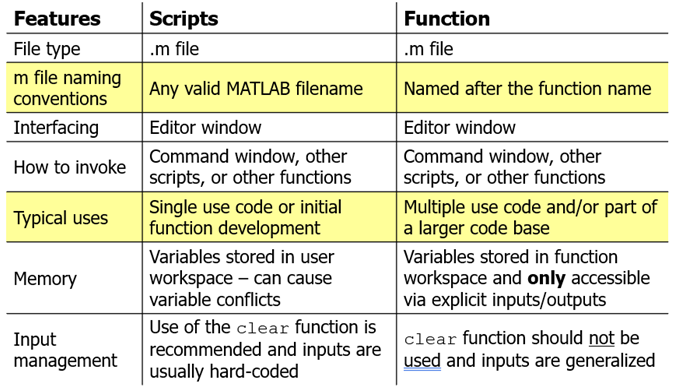 Features Scripts Function
File type .m file .m file
m file naming
conventions
Any valid MATLAB filename Named after the function name
Interfacing Editor window Editor window
How to invoke
Command window, other
scripts, or other functions
Command window, other
scripts, or other functions
Typical uses
Single use code or initial
function development
Multiple use code and/or part of
a larger code base
Memory
Variables stored in user
workspace – can cause
variable conflicts
Variables stored in function
workspace and only accessible
via explicit inputs/outputs
Input
management
Use of the clear function is
recommended and inputs are
usually hard-coded
clear function should not be
used and inputs are generalized